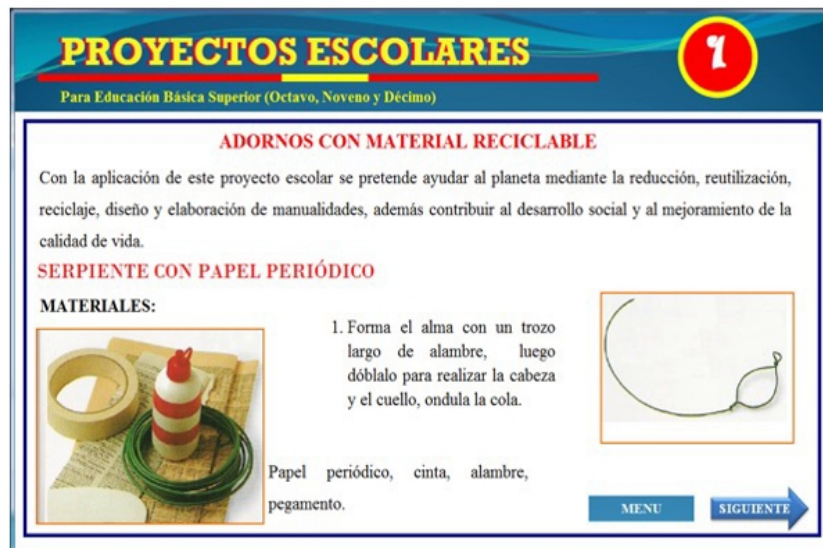 PROYECTOS ESCOLARES
1
Para Educación Básica Superior (Octavo, Noveno y Décimo)
ADORNOS CON MATERIAL RECICLABLE
Con la aplicación de este proyecto escolar se pretende ayudar al planeta mediante la reducción, reutilización,
reciclaje, diseño y elaboración de manualidades, además contribuir al desarrollo social y al mejoramiento de la
calidad de vida.
SERPIENTE CON PAPEL PERIÓDICO
MATERIALES:
1. Forma el alma con un trozo
largo de alambre, luego
dóblalo para realizar la cabeza
y el cuello, ondula la cola.
Papel periódico, cinta, alambre,
pegamento.
MENU
SIGUIENTE